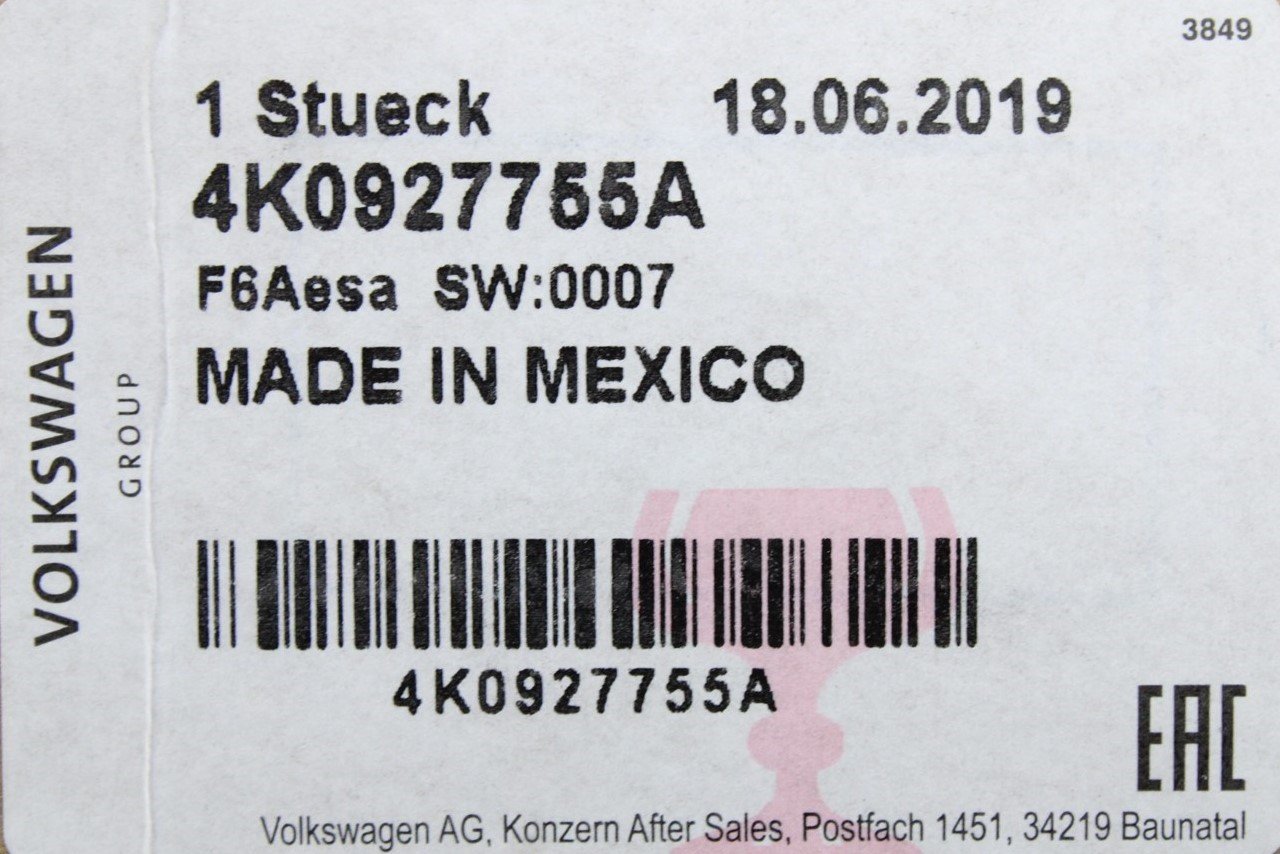 3849
1 Stueck 18.06.2019
4K0927755A
F6Aesa SW:0007
MADE IN MEXICO
VOLKSWAGEN
GROUP
4K0927755A
EAC
Volkswagen AG, Konzern After Sales, Postfach 1451, 34219 Baunatal